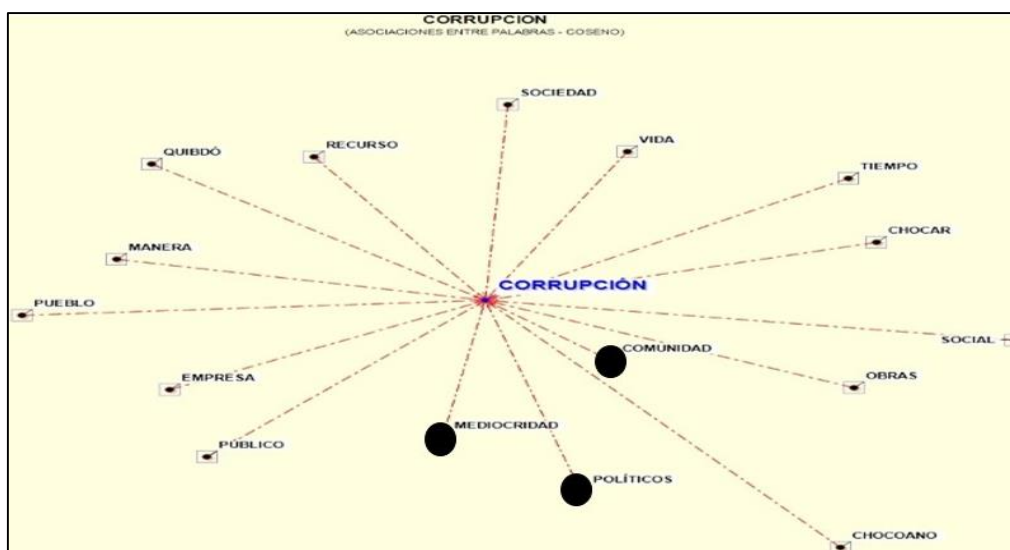 CORRUPCION
(ASOCIACIONES ENTRE PALABRAS - COSENO)
SOCIEDAD
VIDA
RECURSO
QUIBDÓ
TIEMPO
CHOCAR
MANERA
CORRUPCIÓN
PUEBLO
SOCIAL
COMUNIDAD
EMPRESA
OBRAS
MEDIOCRIDAD
PÚBLICO
POLÍTICOS
CHOCOANO